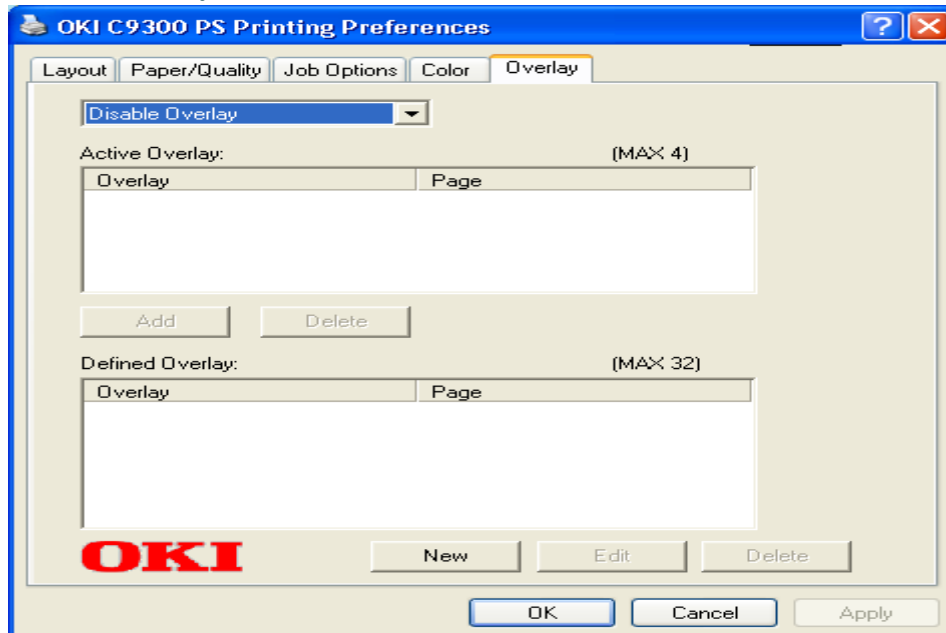 OKI C9300 PS Printing Preferences
Layout Paper/Quality Job Options Color Overlay
Disable Overlay
Active Overlay: (MAX 4)
Overlay Page
Add Delete
Defined Overlay: (MAX 32)
Overlay Page
OKI New Edit Delete
OK Cancel Apply